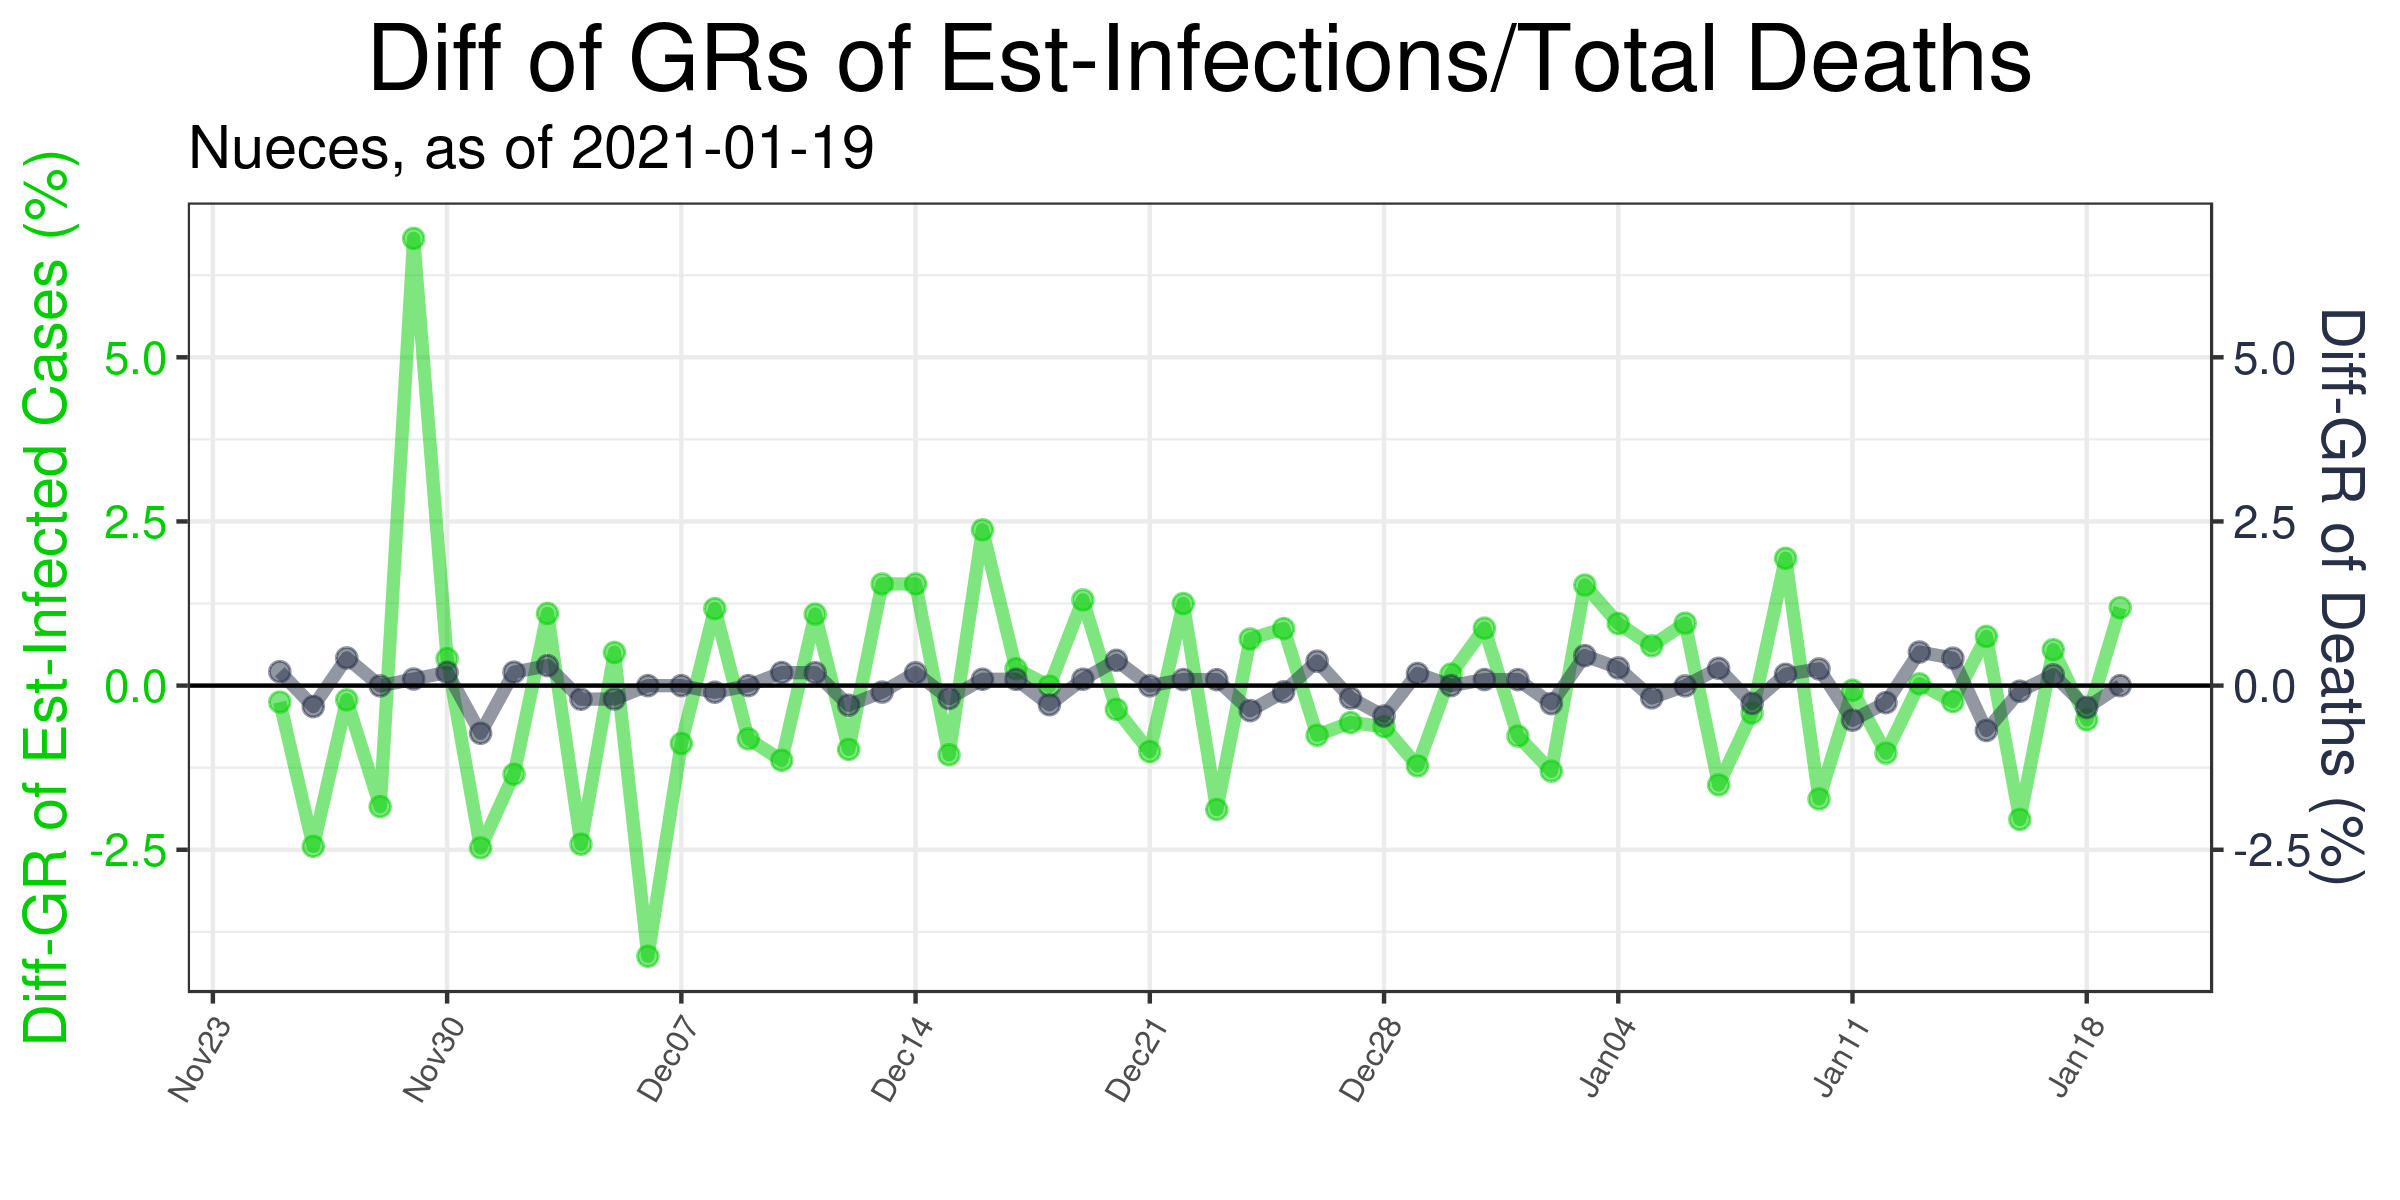 Diff of GRs of Est-Infections/Total Deaths
Nueces, as of 2021-01-19
Diff-GR of Est-Infected Cases (%)
5.0
2.5
0.0
-2.5
5.0
2.5
0.0
-2.5
Diff-GR of Deaths (%)
Nov23
Nov30
Dec07
Dec14
Dec21
Dec28
Jan04
Jan11
Jan18